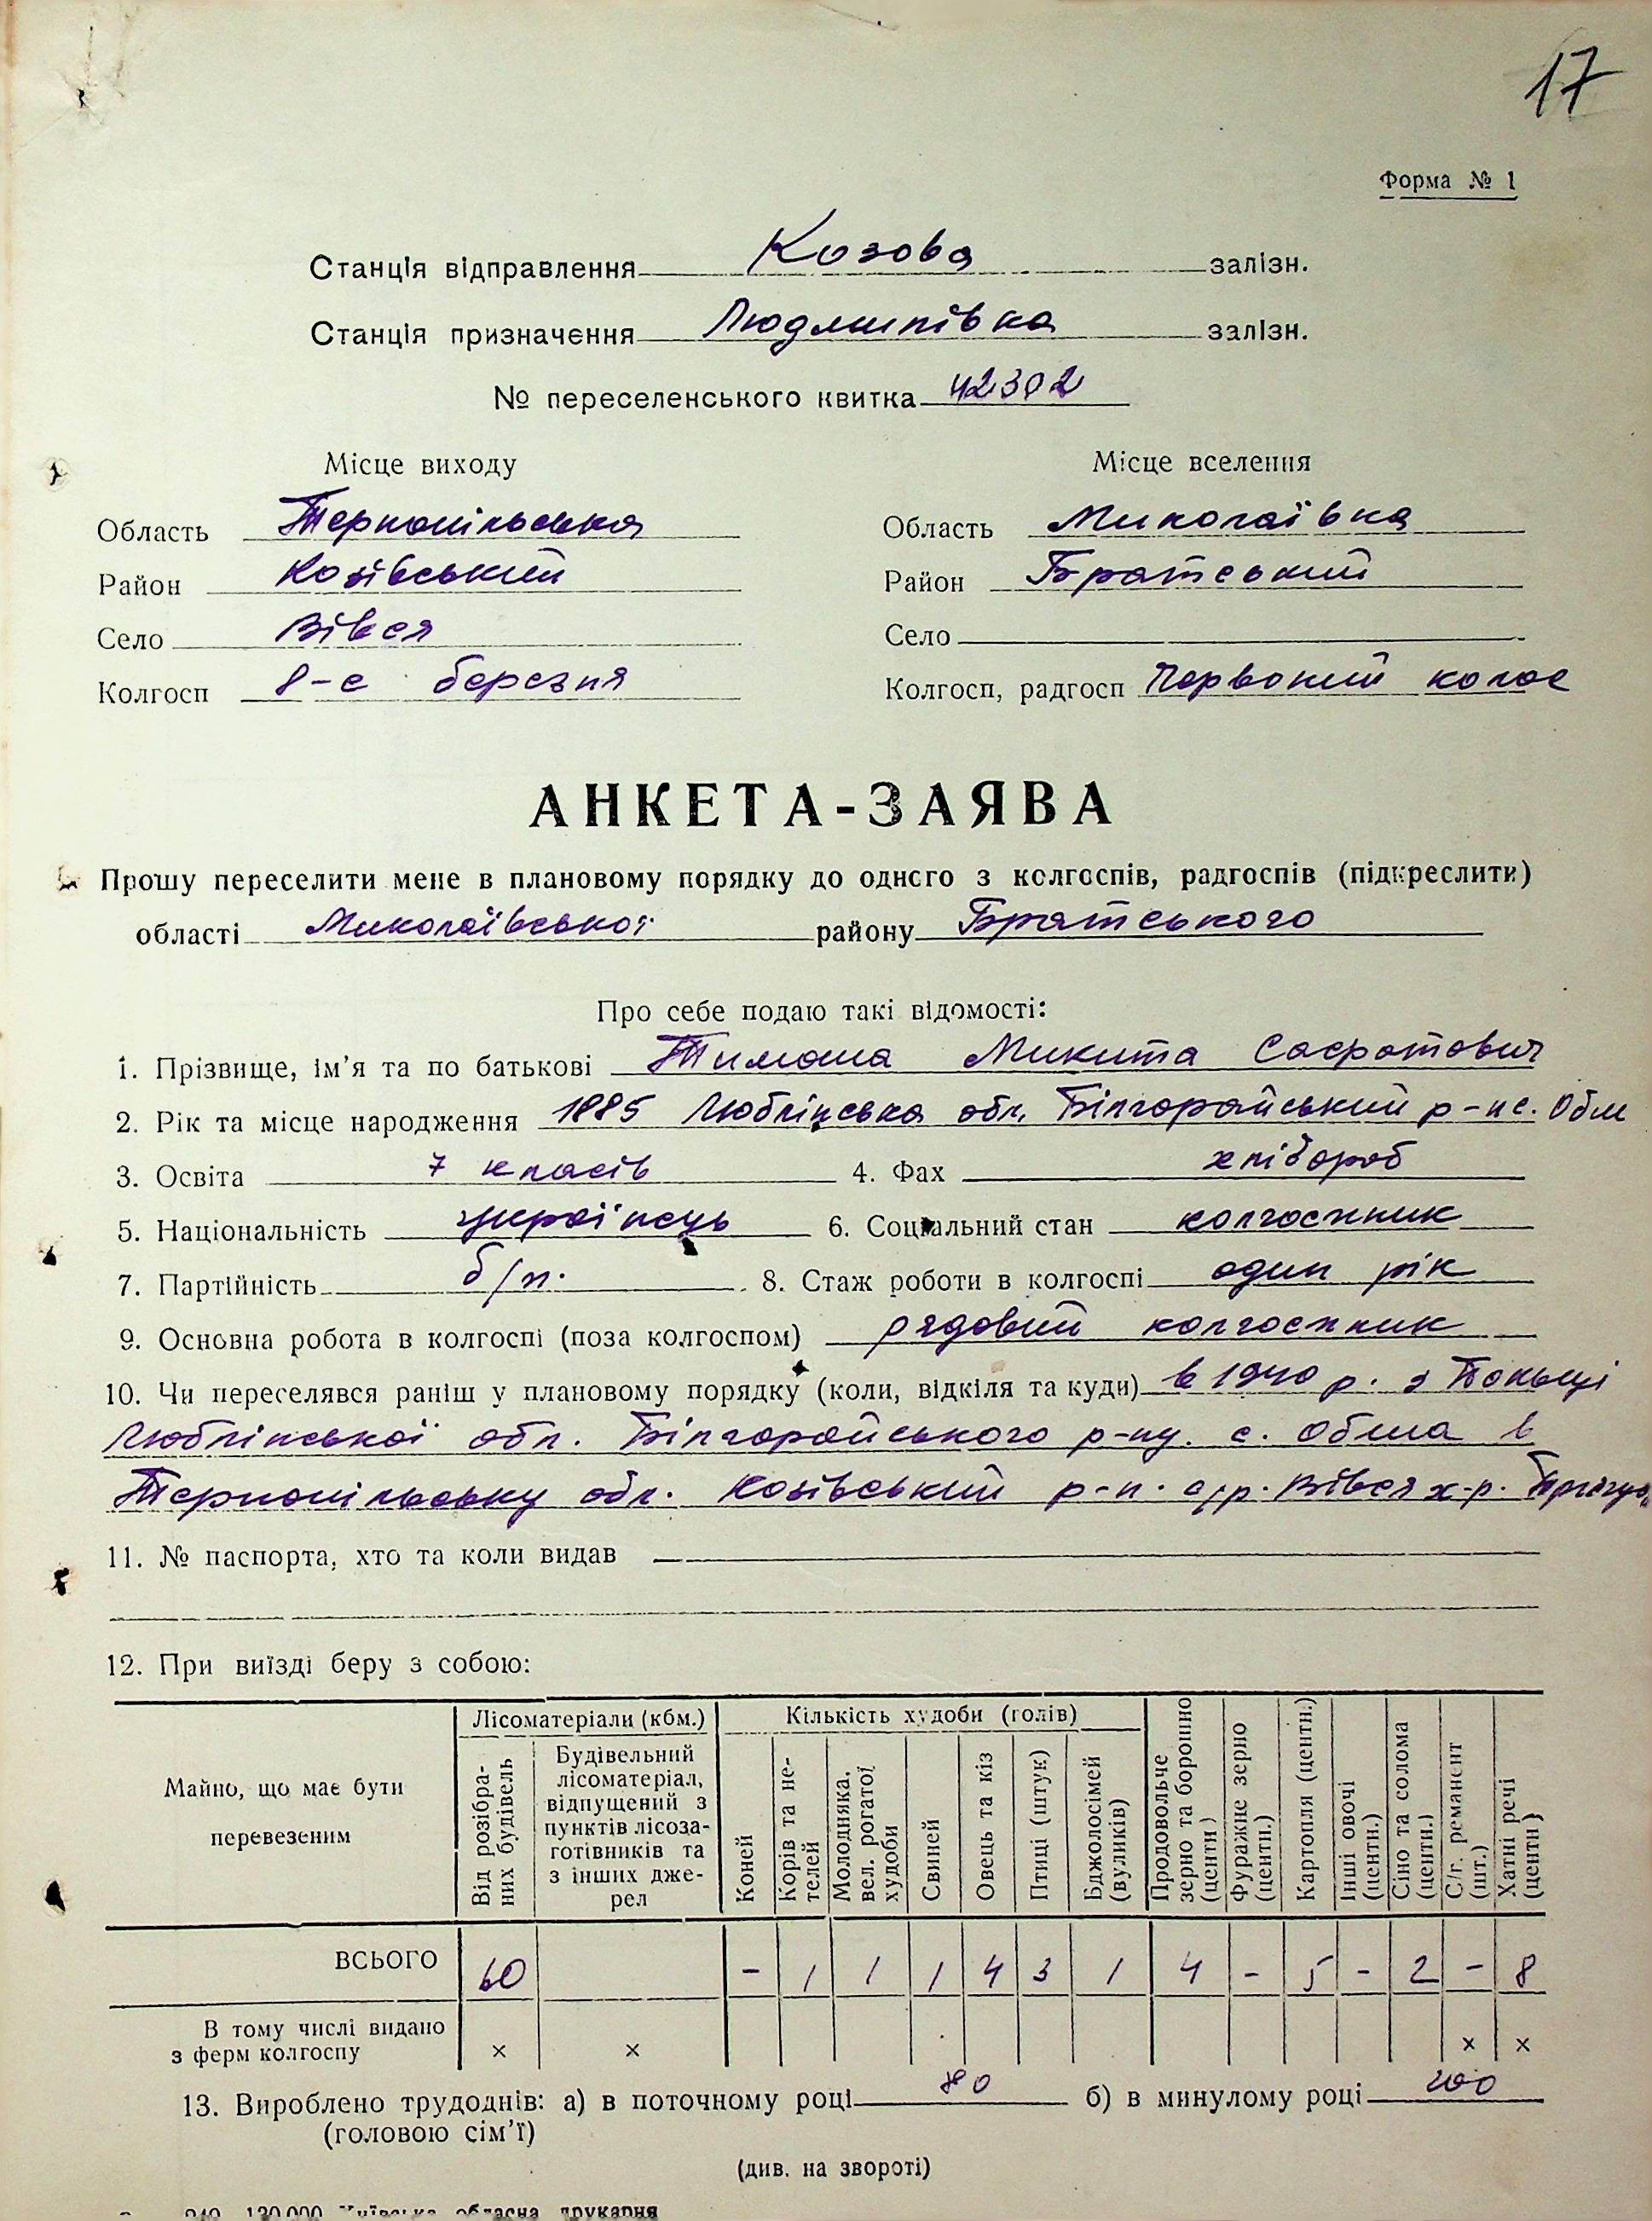 17
Форма № 1
Станція відправлення Козова залізн.
Станція призначення Людмилівка залізн.
№ переселенського квитка 42302
Місце виходу Місце вселення
Область Тернопільська Область Миколаївка
Район Козівський Район Братський
Село Вівся Село
Колгосп 8-е березня Колгосп, радгосп Червоний колос
АНКЕТА-ЗАЯВА
Прошу переселити мене в плановому порядку до одного з колгоспів, радгоспів (підкреслити)
області Миколаївської району Братського
Про себе подаю такі відомості:
1. Прізвище, ім'я та по батькові Микита
2. Рік та місце народження 1885 Люблінська обл. Білгорайський р-н с. Обша
3. Освіта 7 класів 4. Фах хлібороб
5. Національність українець 6. Соціальний стан колгоспник
7. Партійність б/п. 8. Стаж роботи в колгоспі один рік
9. Основна робота в колгоспі (поза колгоспом) рядовий колгоспник
10. Чи переселявся раніш у плановому порядку (коли, відкіля та куди) в 1940 р. з Польщі
Люблінської обл. Білгорайського р-ну. с. Обша в
Тернопільську обл. Козівський р-н. с/р. Вівся х-р.
11. № паспорта, хто та коли видав —
12. При виїзді беру з собою:
Майно, що має бути перевезеним
Лісоматеріали (кбм.)
Від розібраних будівель
Будівельний лісоматеріал, відпущений з пунктів лісозаготівників та з інших джерел
Кількість худоби (голів)
Коней
Корів та нетелей
Молодняка, вел. рогатої худоби
Свиней
Овець та кіз
Птиці (штук)
Бджолосімей (вуликів)
Продовольче зерно та борошно (центн)
Фуражне зерно (центн.)
Картопля (центн.)
Інші овочі (центн.)
Сіно та солома (центн.)
С/г. реманент (шт.)
Хатні речі (центн)
ВСЬОГО 60 - 1 1 1 4 3 1 4 - 5 - 2 - 8
В тому числі видано
з ферм колгоспу × × × ×
13. Вироблено трудоднів: а) в поточному році 80 б) в минулому році 200
(головою сім'ї)
(див. на звороті)
120.000 Київська обласна друкарня